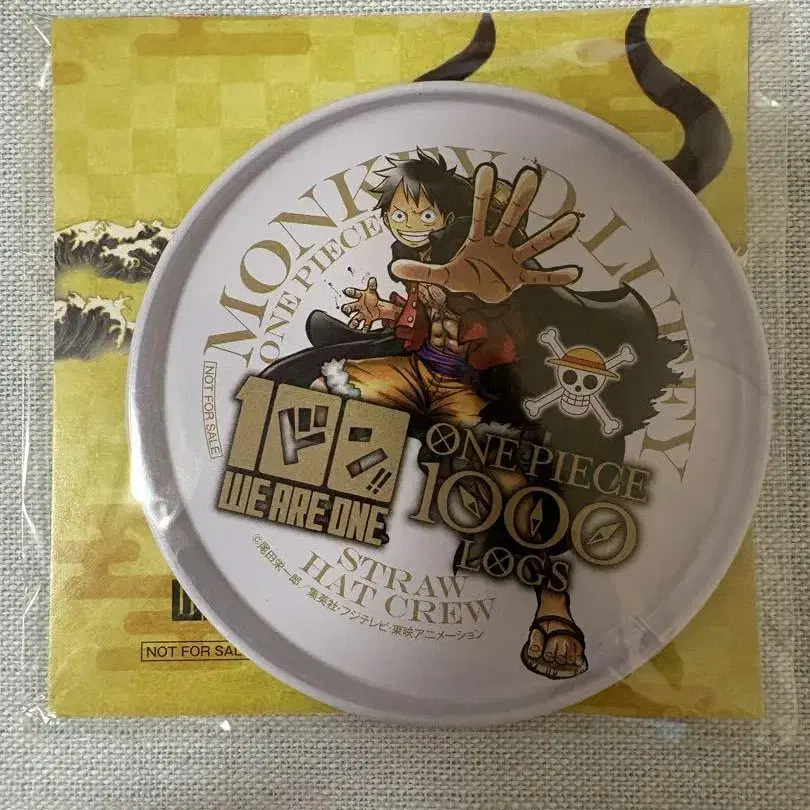 MONKEY D. LUFFY
ONE PIECE
NOT FOR SALE
100
ドン!!
WE ARE ONE.
ONE PIECE
1000
LOGS
STRAW
HAT CREW
©尾田栄一郎/集英社・フジテレビ・東映アニメーション
NOT FOR SAL